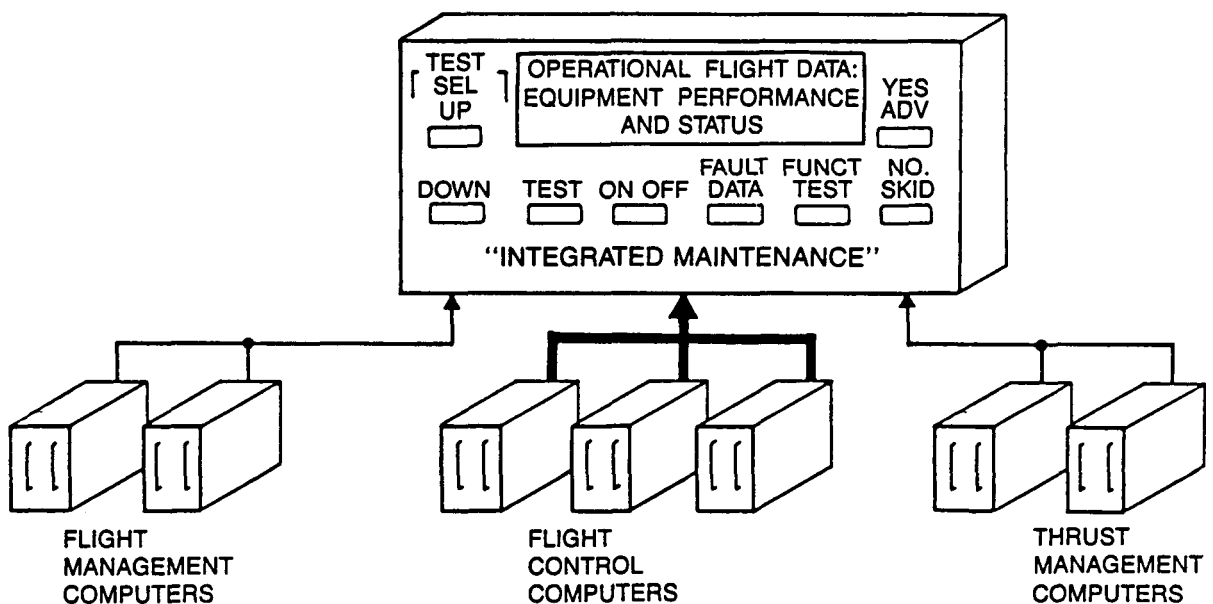 TEST
SEL
UP
OPERATIONAL FLIGHT DATA:
EQUIPMENT PERFORMANCE
AND STATUS
YES
ADV
DOWN
TEST
ON OFF
FAULT
DATA
FUNCT
TEST
NO.
SKID
"INTEGRATED MAINTENANCE"
FLIGHT
MANAGEMENT
COMPUTERS
FLIGHT
CONTROL
COMPUTERS
THRUST
MANAGEMENT
COMPUTERS